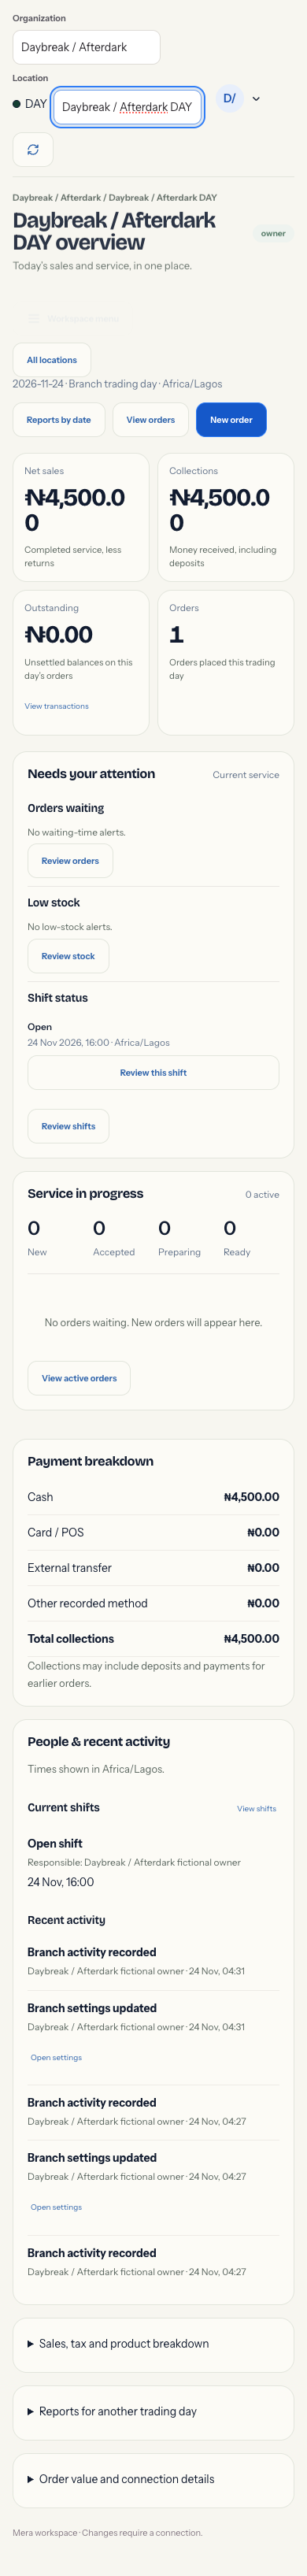 Organization
Daybreak / Afterdark
Location
DAY
Daybreak / Afterdark DAY
D/
Daybreak / Afterdark / Daybreak / Afterdark DAY
Daybreak / Afterdark
DAY overview
owner
Today's sales and service, in one place.
Workspace menu
All locations
2026-11-24 · Branch trading day · Africa/Lagos
Reports by date
View orders
New order
Net sales
₦4,500.0
0
Completed service, less
returns
Collections
₦4,500.0
0
Money received, including
deposits
Outstanding
₦0.00
Unsettled balances on this
day's orders
View transactions
Orders
1
Orders placed this trading
day
Needs your attention
Current service
Orders waiting
No waiting-time alerts.
Review orders
Low stock
No low-stock alerts.
Review stock
Shift status
Open
24 Nov 2026, 16:00 · Africa/Lagos
Review this shift
Review shifts
Service in progress
0 active
0
New
0
Accepted
0
Preparing
0
Ready
No orders waiting. New orders will appear here.
View active orders
Payment breakdown
Cash ₦4,500.00
Card / POS ₦0.00
External transfer ₦0.00
Other recorded method ₦0.00
Total collections ₦4,500.00
Collections may include deposits and payments for
earlier orders.
People & recent activity
Times shown in Africa/Lagos.
Current shifts
View shifts
Open shift
Responsible: Daybreak / Afterdark fictional owner
24 Nov, 16:00
Recent activity
Branch activity recorded
Daybreak / Afterdark fictional owner · 24 Nov, 04:31
Branch settings updated
Daybreak / Afterdark fictional owner · 24 Nov, 04:31
Open settings
Branch activity recorded
Daybreak / Afterdark fictional owner · 24 Nov, 04:27
Branch settings updated
Daybreak / Afterdark fictional owner · 24 Nov, 04:27
Open settings
Branch activity recorded
Daybreak / Afterdark fictional owner · 24 Nov, 04:27
Sales, tax and product breakdown
Reports for another trading day
Order value and connection details
Mera workspace · Changes require a connection.